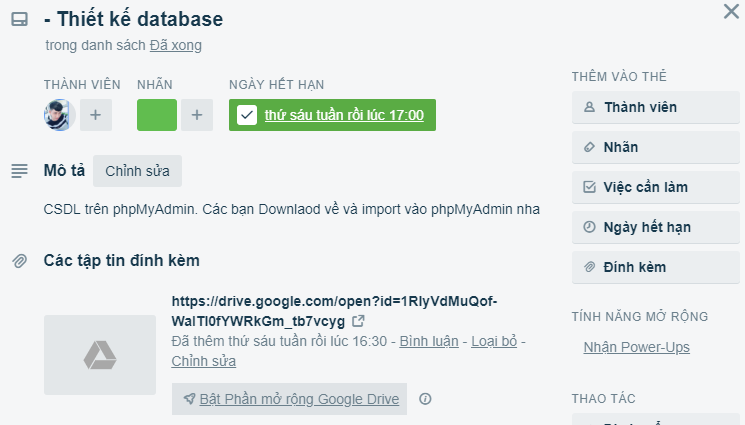 - Thiết kế database
trong danh sách Đã xong
THÀNH VIÊN
NHÃN
NGÀY HẾT HẠN
+
+
thứ sáu tuần rồi lúc 17:00
Mô tả
Chỉnh sửa
CSDL trên phpMyAdmin. Các bạn Downlaod về và import vào phpMyAdmin nha
Các tập tin đính kèm
https://drive.google.com/open?id=1RlyVdMuQof-
WaITl0fYWRkGm_tb7vcyg
Đã thêm thứ sáu tuần rồi lúc 16:30 - Bình luận - Loại bỏ -
Chỉnh sửa
Bật Phần mở rộng Google Drive
THÊM VÀO THẺ
Thành viên
Nhãn
Việc cần làm
Ngày hết hạn
Đính kèm
TÍNH NĂNG MỞ RỘNG
Nhận Power-Ups
THAO TÁC